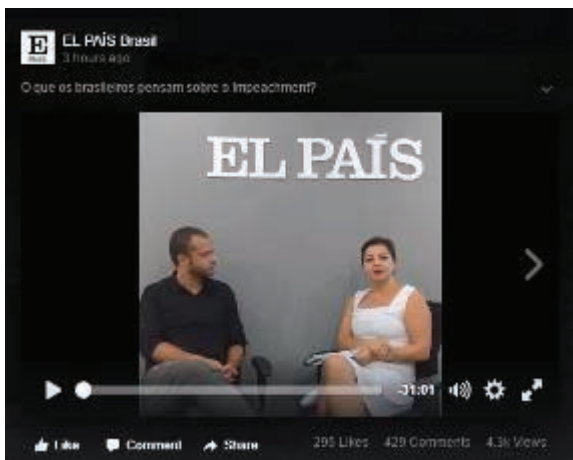 EL PAÍS Brasil
3 hours ago
O que os brasileiros pensam sobre o Impeachment?
EL PAÍS
-31:01
Like Comment Share 295 Likes 429 Comments 4.3k Views